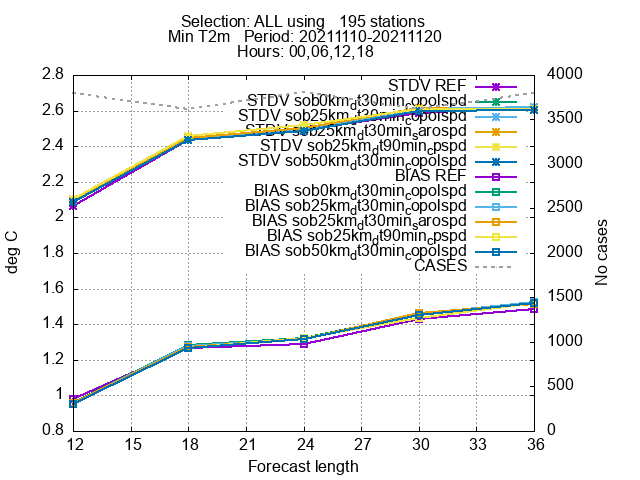 Selection: ALL using   195 stations
Min T2m   Period: 20211110-20211120
Hours: 00,06,12,18
STDV REF
STDV sob0km_dt30min_copolspd
STDV sob25km_dt30min_copolspd
STDV sob25km_dt30min_sarospd
STDV sob25km_dt90min_cpspd
STDV sob50km_dt30min_copolspd
BIAS REF
BIAS sob0km_dt30min_copolspd
BIAS sob25km_dt30min_copolspd
BIAS sob25km_dt30min_sarospd
BIAS sob25km_dt90min_cpspd
BIAS sob50km_dt30min_copolspd
CASES
2.8
2.6
2.4
2.2
2
1.8
1.6
1.4
1.2
1
0.8
deg C
4000
3500
3000
2500
2000
1500
1000
500
0
No cases
12 15 18 21 24 27 30 33 36
Forecast length